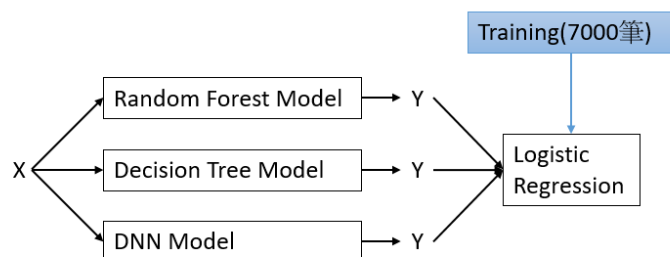 Training(7000筆)
Random Forest Model
Y
X
Decision Tree Model
Y
Logistic
Regression
DNN Model
Y